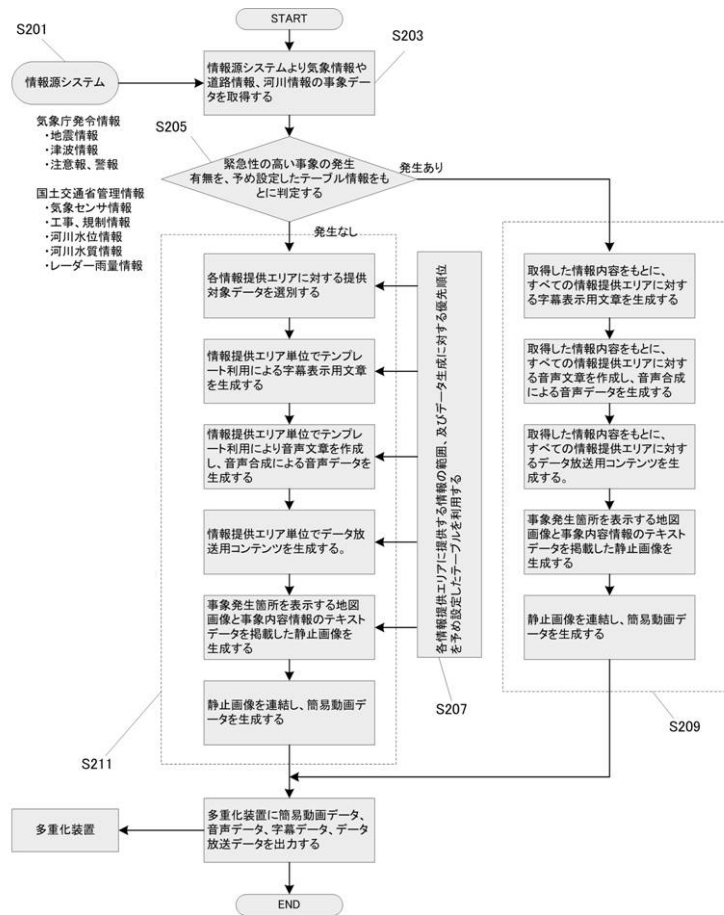 START
S201
S203
情報源システム
情報源システムより気象情報や
道路情報、河川情報の事象デー
タを取得する
気象庁発令情報
・地震情報
・津波情報
・注意報、警報
国土交通省管理情報
・気象センサ情報
・工事、規制情報
・河川水位情報
・河川水質情報
・レーダー雨量情報
S205
緊急性の高い事象の発生
有無を、予め設定したテーブル情報をも
とに判定する
発生あり
発生なし
各情報提供エリアに対する提供
対象データを選別する
情報提供エリア単位でテンプ
レート利用による字幕表示用文章
を生成する
情報提供エリア単位でテンプ
レート利用により音声文章を作成
し、音声合成による音声データを
生成する
情報提供エリア単位でデータ放
送用コンテンツを生成する。
事象発生箇所を表示する地図
画像と事象内容情報のテキスト
データを掲載した静止画像を
生成する
静止画像を連結し、簡易動画デ
ータを生成する
S211
各情報提供エリアに提供する情報の範囲、及びデータ生成に対する優先順位
を予め設定したテーブルを利用する
S207
取得した情報内容をもとに、
すべての情報提供エリアに対す
る字幕表示用文章を生成する
取得した情報内容をもとに、
すべての情報提供エリアに対する
音声文章を作成し、音声合成
による音声データを生成する
取得した情報内容をもとに、
すべての情報提供エリアに対する
データ放送用コンテンツを生
成する。
事象発生箇所を表示する地図
画像と事象内容情報のテキスト
データを掲載した静止画像
を生成する
静止画像を連結し、簡易動画
データを生成する
S209
多重化装置に簡易動画データ、
音声データ、字幕データ、データ
放送データを出力する
多重化装置
END